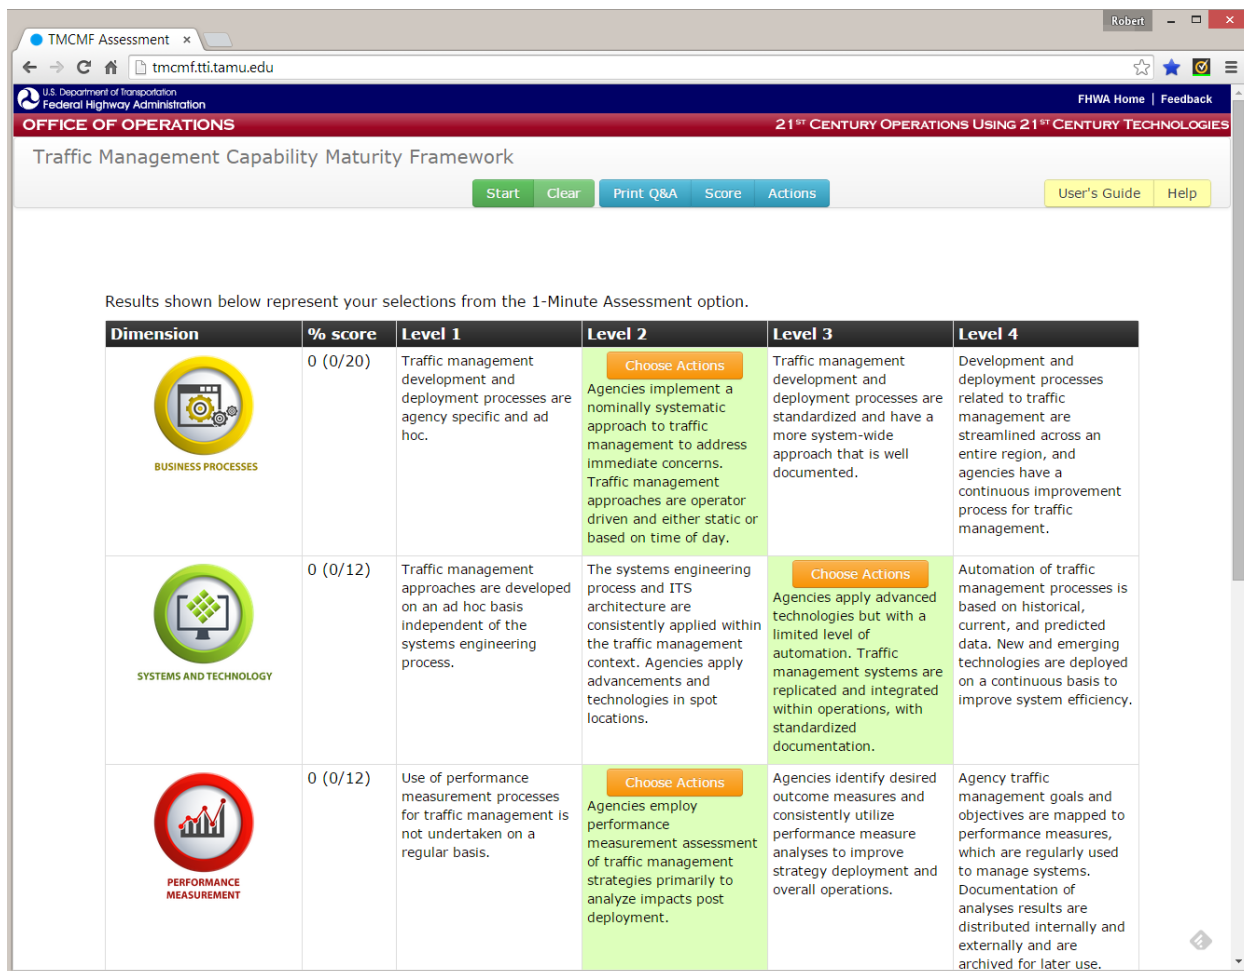 Robert
TMCMF Assessment ×
tmcmf.tti.tamu.edu
U.S. Department of Transportation
Federal Highway Administration
FHWA Home | Feedback
OFFICE OF OPERATIONS
21ST CENTURY OPERATIONS USING 21ST CENTURY TECHNOLOGIES
Traffic Management Capability Maturity Framework
Start Clear Print Q&A Score Actions User's Guide Help
Results shown below represent your selections from the 1-Minute Assessment option.
Dimension % score Level 1 Level 2 Level 3 Level 4
BUSINESS PROCESSES
0 (0/20)
Traffic management
development and
deployment processes are
agency specific and ad
hoc.
Choose Actions
Agencies implement a
nominally systematic
approach to traffic
management to address
immediate concerns.
Traffic management
approaches are operator
driven and either static or
based on time of day.
Traffic management
development and
deployment processes are
standardized and have a
more system-wide
approach that is well
documented.
Development and
deployment processes
related to traffic
management are
streamlined across an
entire region, and
agencies have a
continuous improvement
process for traffic
management.
SYSTEMS AND TECHNOLOGY
0 (0/12)
Traffic management
approaches are developed
on an ad hoc basis
independent of the
systems engineering
process.
The systems engineering
process and ITS
architecture are
consistently applied within
the traffic management
context. Agencies apply
advancements and
technologies in spot
locations.
Choose Actions
Agencies apply advanced
technologies but with a
limited level of
automation. Traffic
management systems are
replicated and integrated
within operations, with
standardized
documentation.
Automation of traffic
management processes is
based on historical,
current, and predicted
data. New and emerging
technologies are deployed
on a continuous basis to
improve system efficiency.
PERFORMANCE
MEASUREMENT
0 (0/12)
Use of performance
measurement processes
for traffic management is
not undertaken on a
regular basis.
Choose Actions
Agencies employ
performance
measurement assessment
of traffic management
strategies primarily to
analyze impacts post
deployment.
Agencies identify desired
outcome measures and
consistently utilize
performance measure
analyses to improve
strategy deployment and
overall operations.
Agency traffic
management goals and
objectives are mapped to
performance measures,
which are regularly used
to manage systems.
Documentation of
analyses results are
distributed internally and
externally and are
archived for later use.